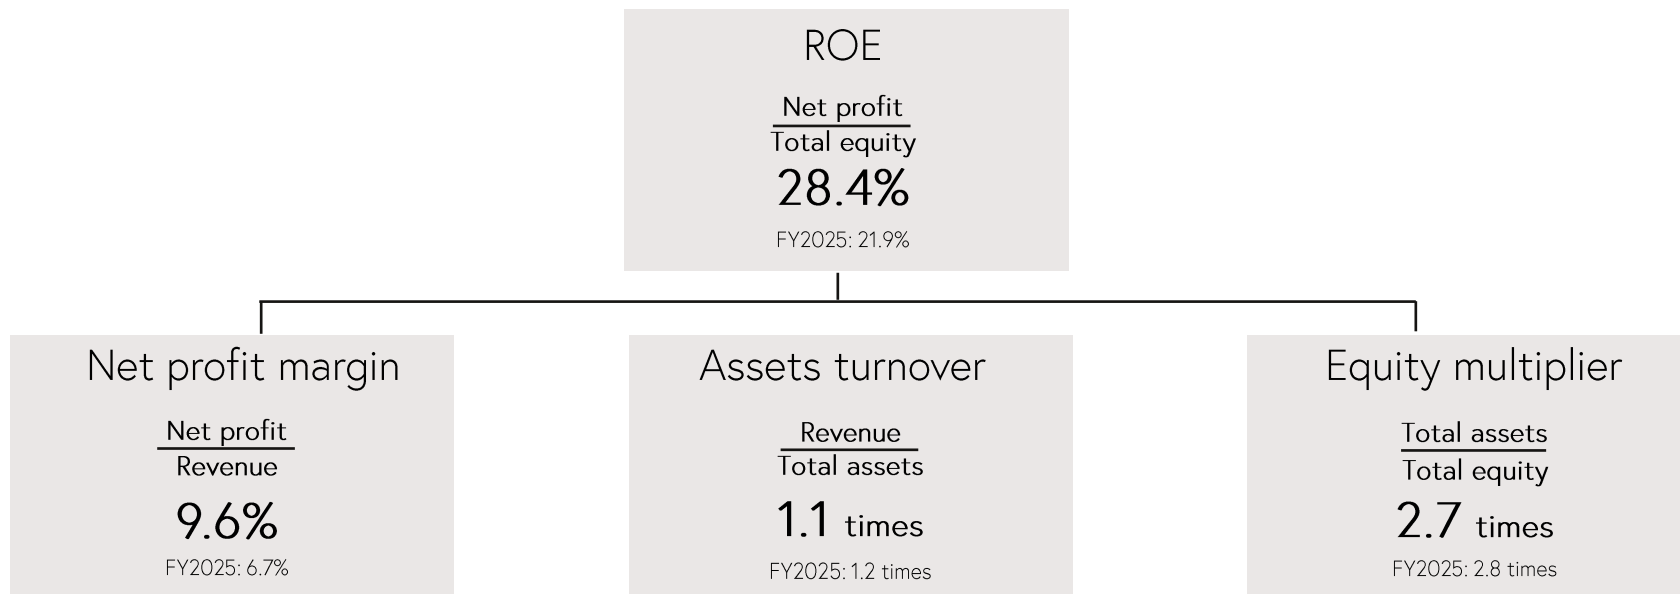 ROE
Net profit
Total equity
28.4%
FY2025: 21.9%
Net profit margin
Net profit
Revenue
9.6%
FY2025: 6.7%
Assets turnover
Revenue
Total assets
1.1 times
FY2025: 1.2 times
Equity multiplier
Total assets
Total equity
2.7 times
FY2025: 2.8 times